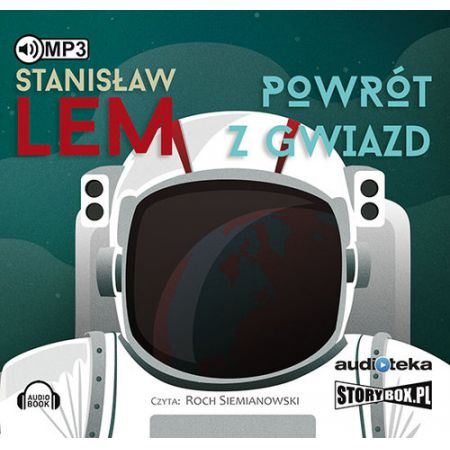 MP3
STANISŁAW
LEM
POWRÓT
Z GWIAZD
AUDIO
BOOK
CZYTA: ROCH SIEMIANOWSKI
audioteka
STORYBOX.PL